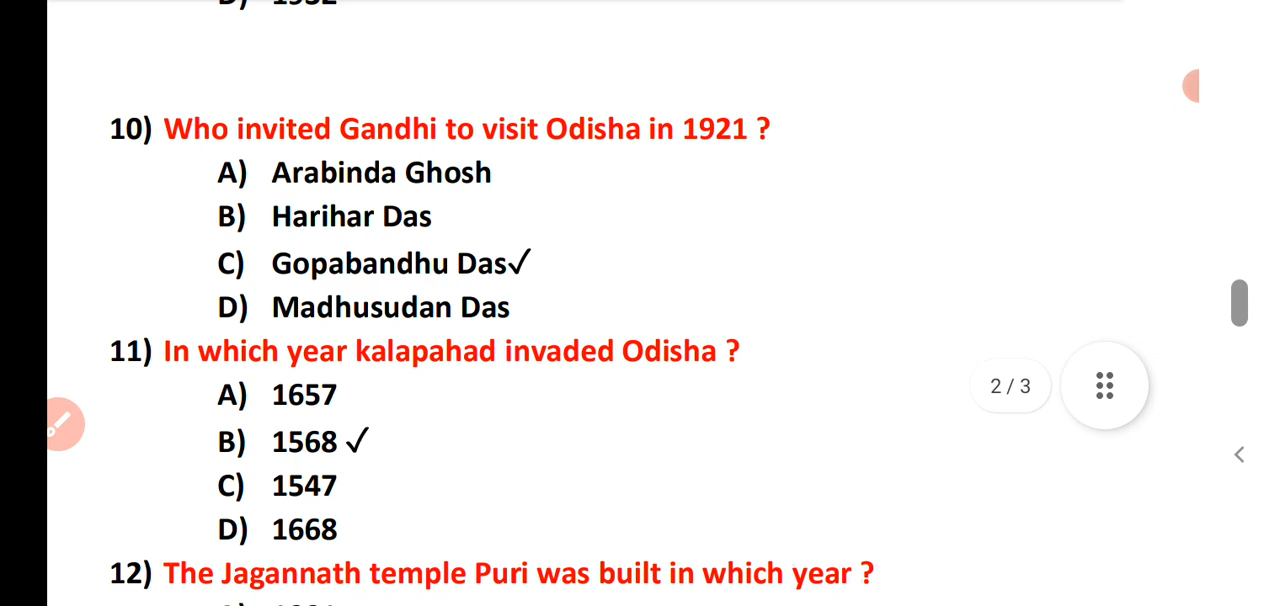 10) Who invited Gandhi to visit Odisha in 1921 ?
A) Arabinda Ghosh
B) Harihar Das
C) Gopabandhu Das✓
D) Madhusudan Das
11) In which year kalapahad invaded Odisha ?
A) 1657
2 / 3
B) 1568 ✓
C) 1547
D) 1668
12) The Jagannath temple Puri was built in which year ?